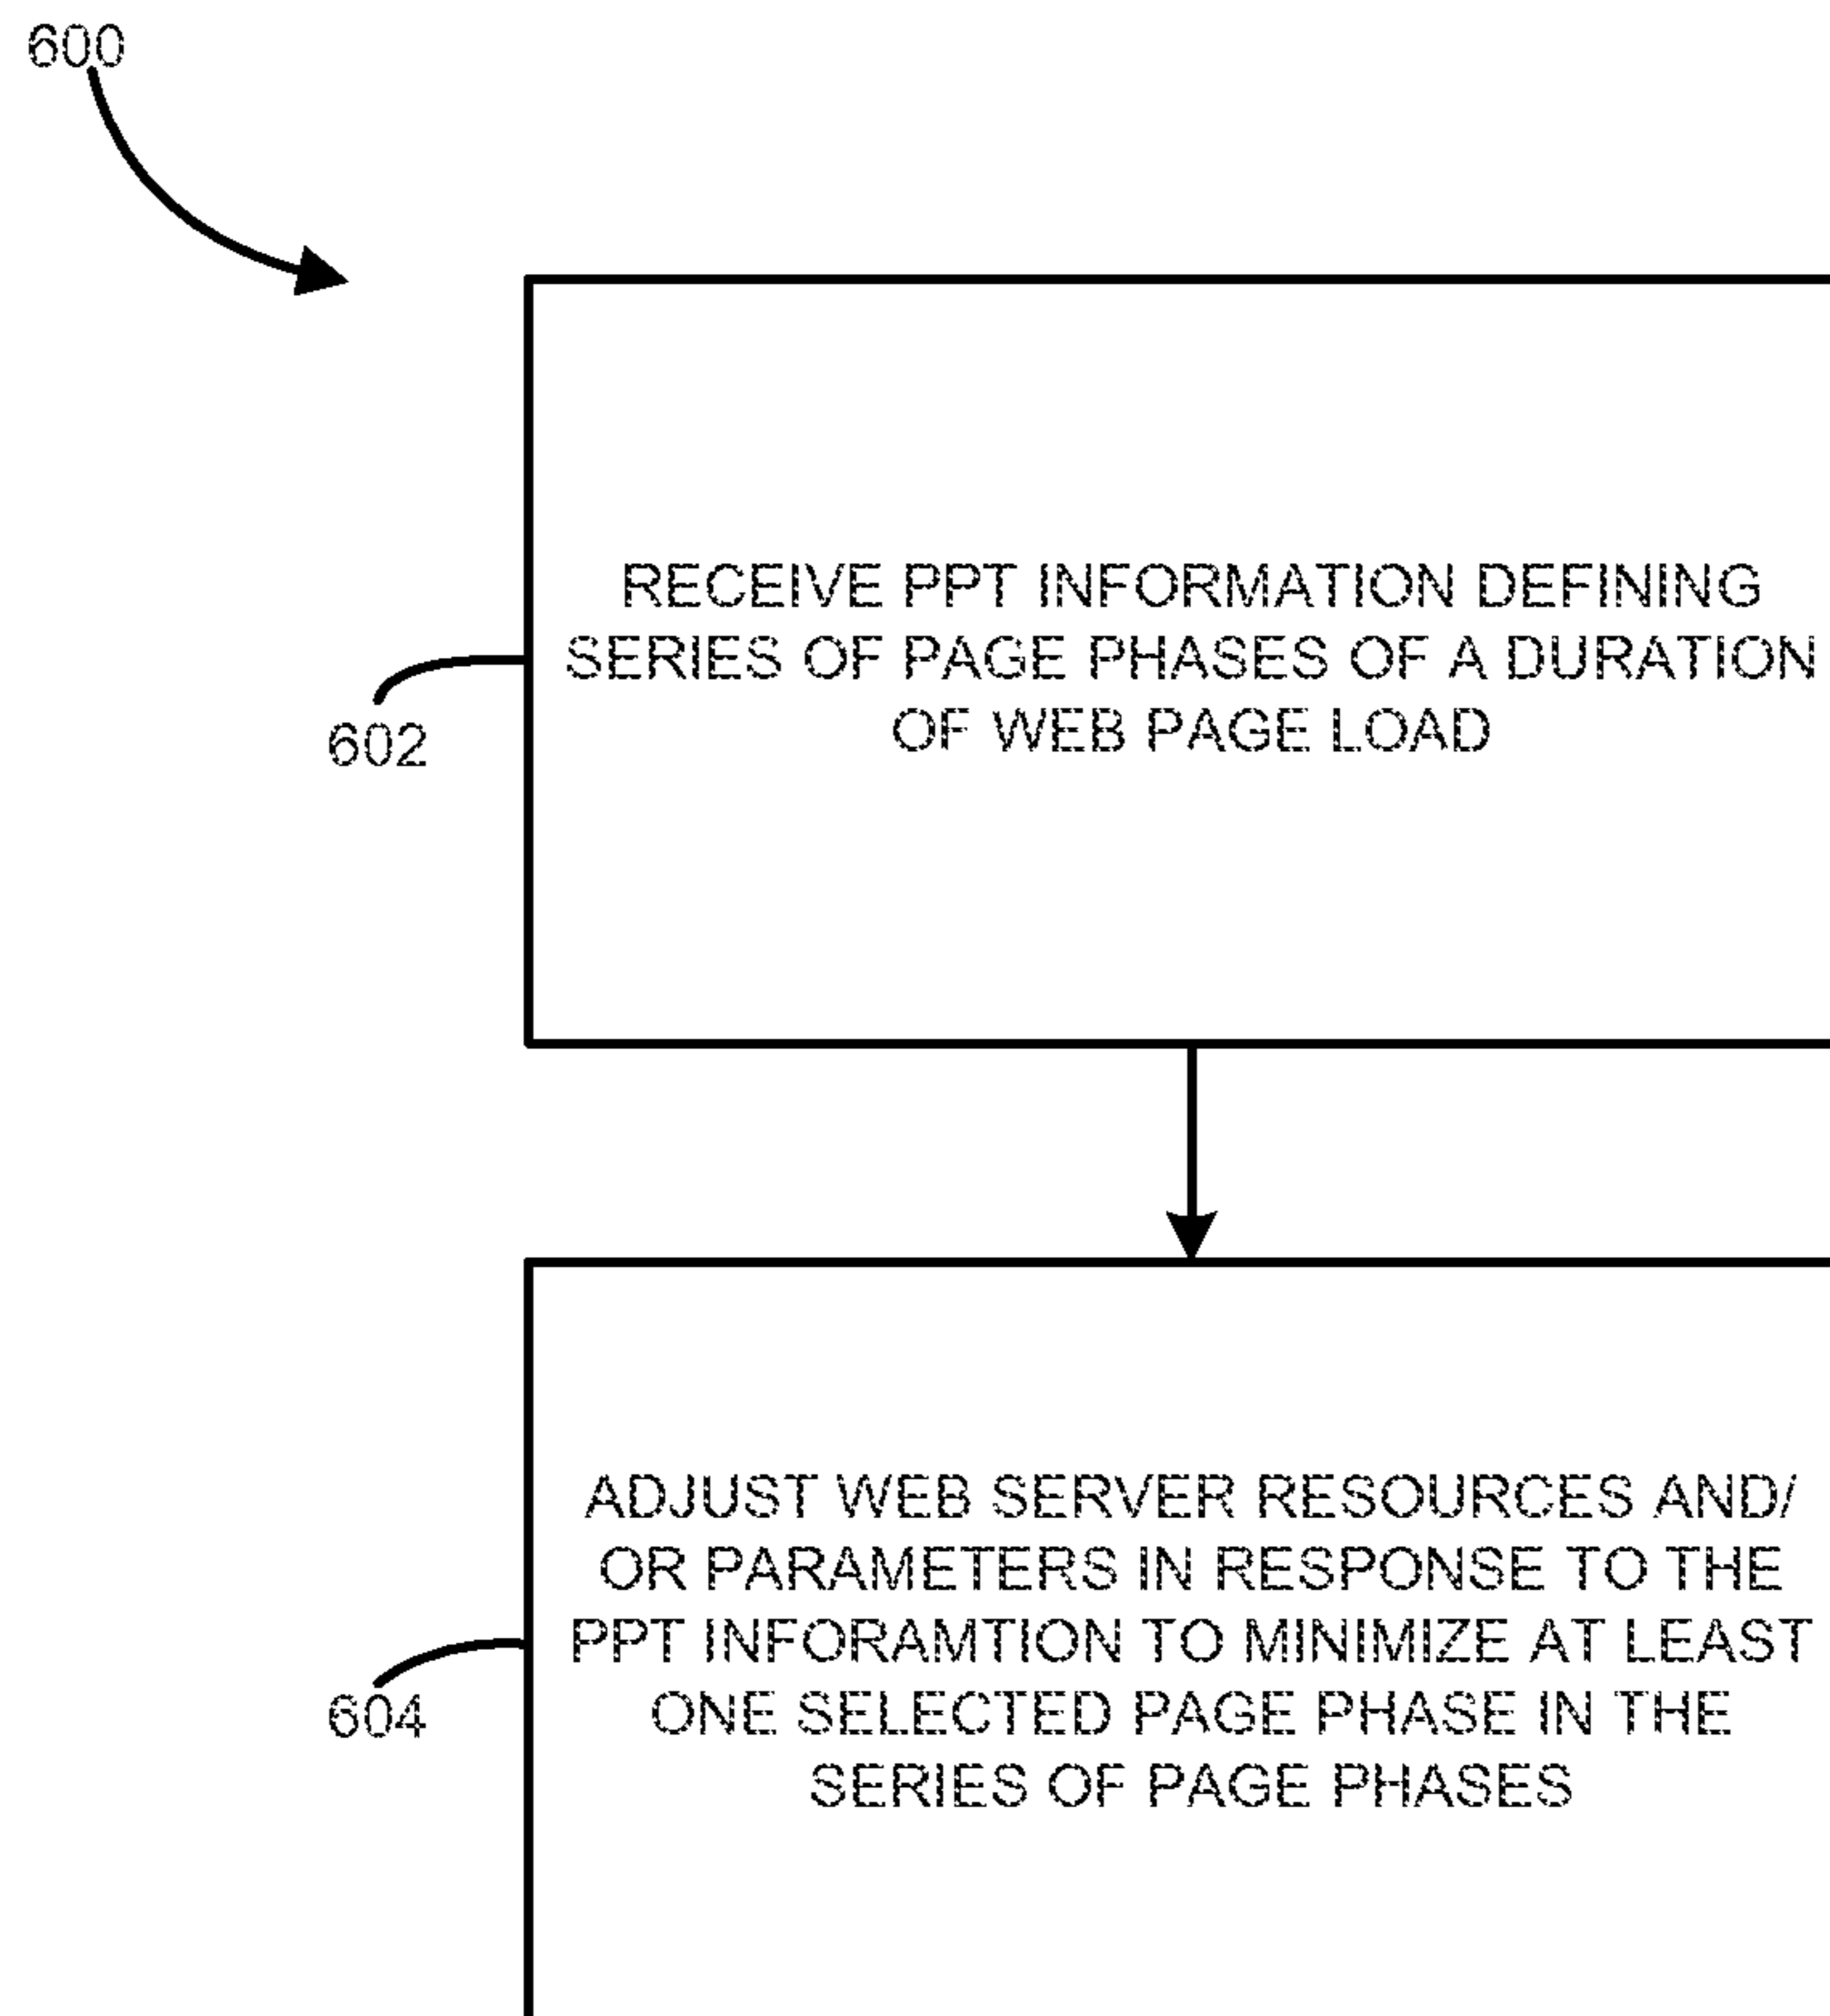 600
RECEIVE PPT INFORMATION DEFINING
SERIES OF PAGE PHASES OF A DURATION
OF WEB PAGE LOAD
602
ADJUST WEB SERVER RESOURCES AND/
OR PARAMETERS IN RESPONSE TO THE
PPT INFORAMTION TO MINIMIZE AT LEAST
ONE SELECTED PAGE PHASE IN THE
SERIES OF PAGE PHASES
604